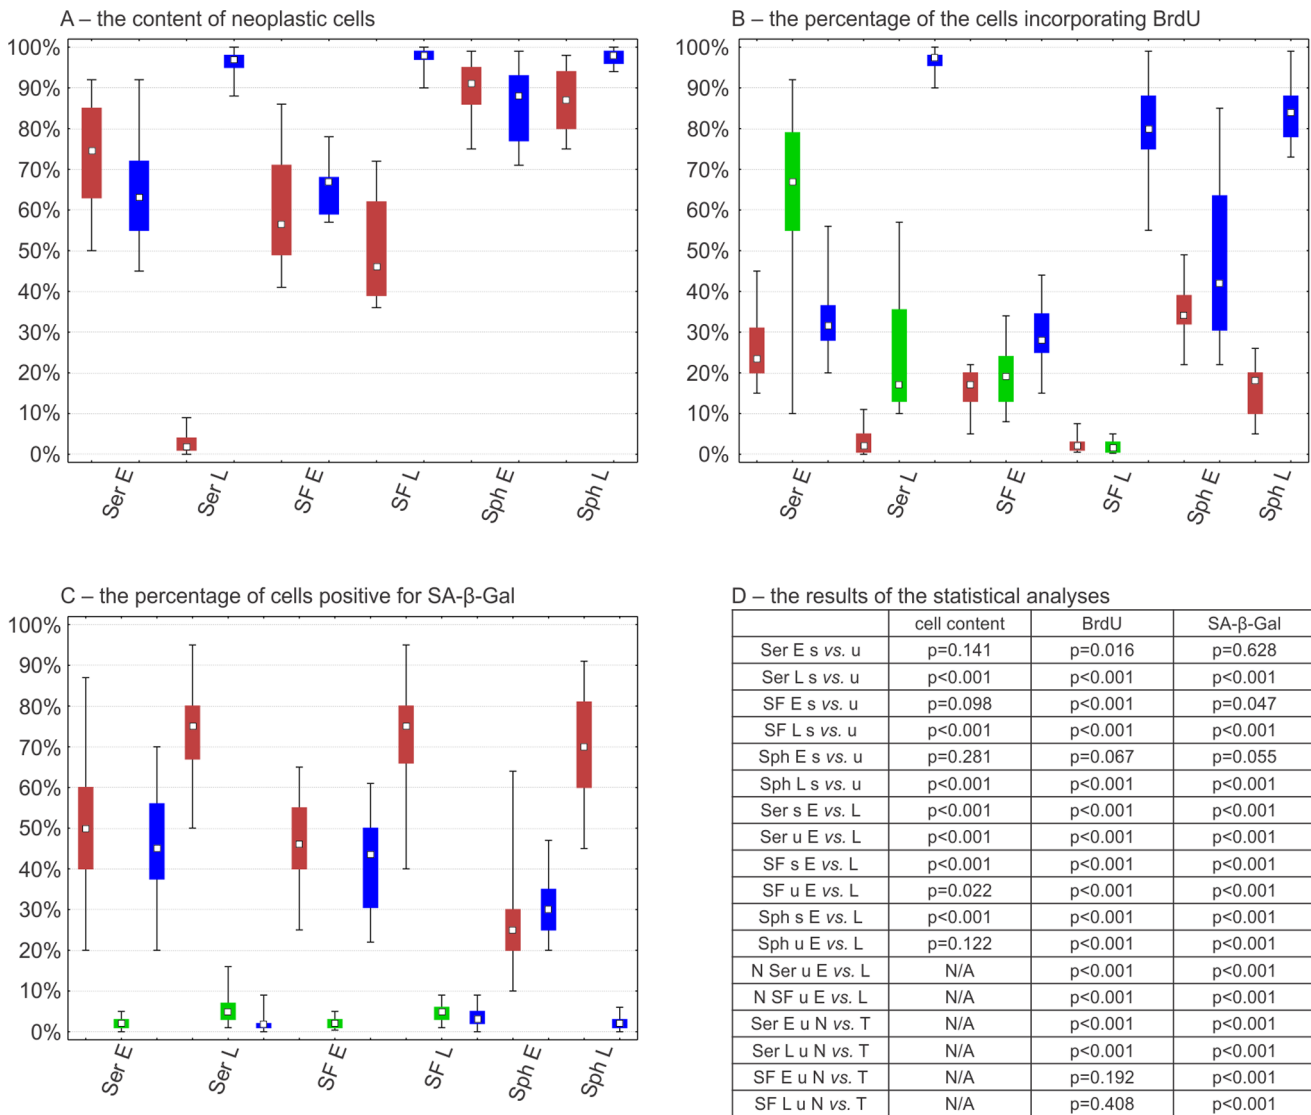 A – the content of neoplastic cells
100%
90%
80%
70%
60%
50%
40%
30%
20%
10%
0%
Ser E
Ser L
SF E
SF L
Sph E
Sph L
B – the percentage of the cells incorporating BrdU
100%
90%
80%
70%
60%
50%
40%
30%
20%
10%
0%
Ser E
Ser L
SF E
SF L
Sph E
Sph L
C – the percentage of cells positive for SA-β-Gal
100%
90%
80%
70%
60%
50%
40%
30%
20%
10%
0%
Ser E
Ser L
SF E
SF L
Sph E
Sph L
D – the results of the statistical analyses
cell content BrdU SA-β-Gal
Ser E s vs. u p=0.141 p=0.016 p=0.628
Ser L s vs. u p<0.001 p<0.001 p<0.001
SF E s vs. u p=0.098 p<0.001 p=0.047
SF L s vs. u p<0.001 p<0.001 p<0.001
Sph E s vs. u p=0.281 p=0.067 p=0.055
Sph L s vs. u p<0.001 p<0.001 p<0.001
Ser s E vs. L p<0.001 p<0.001 p<0.001
Ser u E vs. L p<0.001 p<0.001 p<0.001
SF s E vs. L p<0.001 p<0.001 p<0.001
SF u E vs. L p=0.022 p<0.001 p<0.001
Sph s E vs. L p<0.001 p<0.001 p<0.001
Sph u E vs. L p=0.122 p<0.001 p<0.001
N Ser u E vs. L N/A p<0.001 p<0.001
N SF u E vs. L N/A p<0.001 p<0.001
Ser E u N vs. T N/A p<0.001 p<0.001
Ser L u N vs. T N/A p<0.001 p<0.001
SF E u N vs. T N/A p=0.192 p<0.001
SF L u N vs. T N/A p=0.408 p<0.001